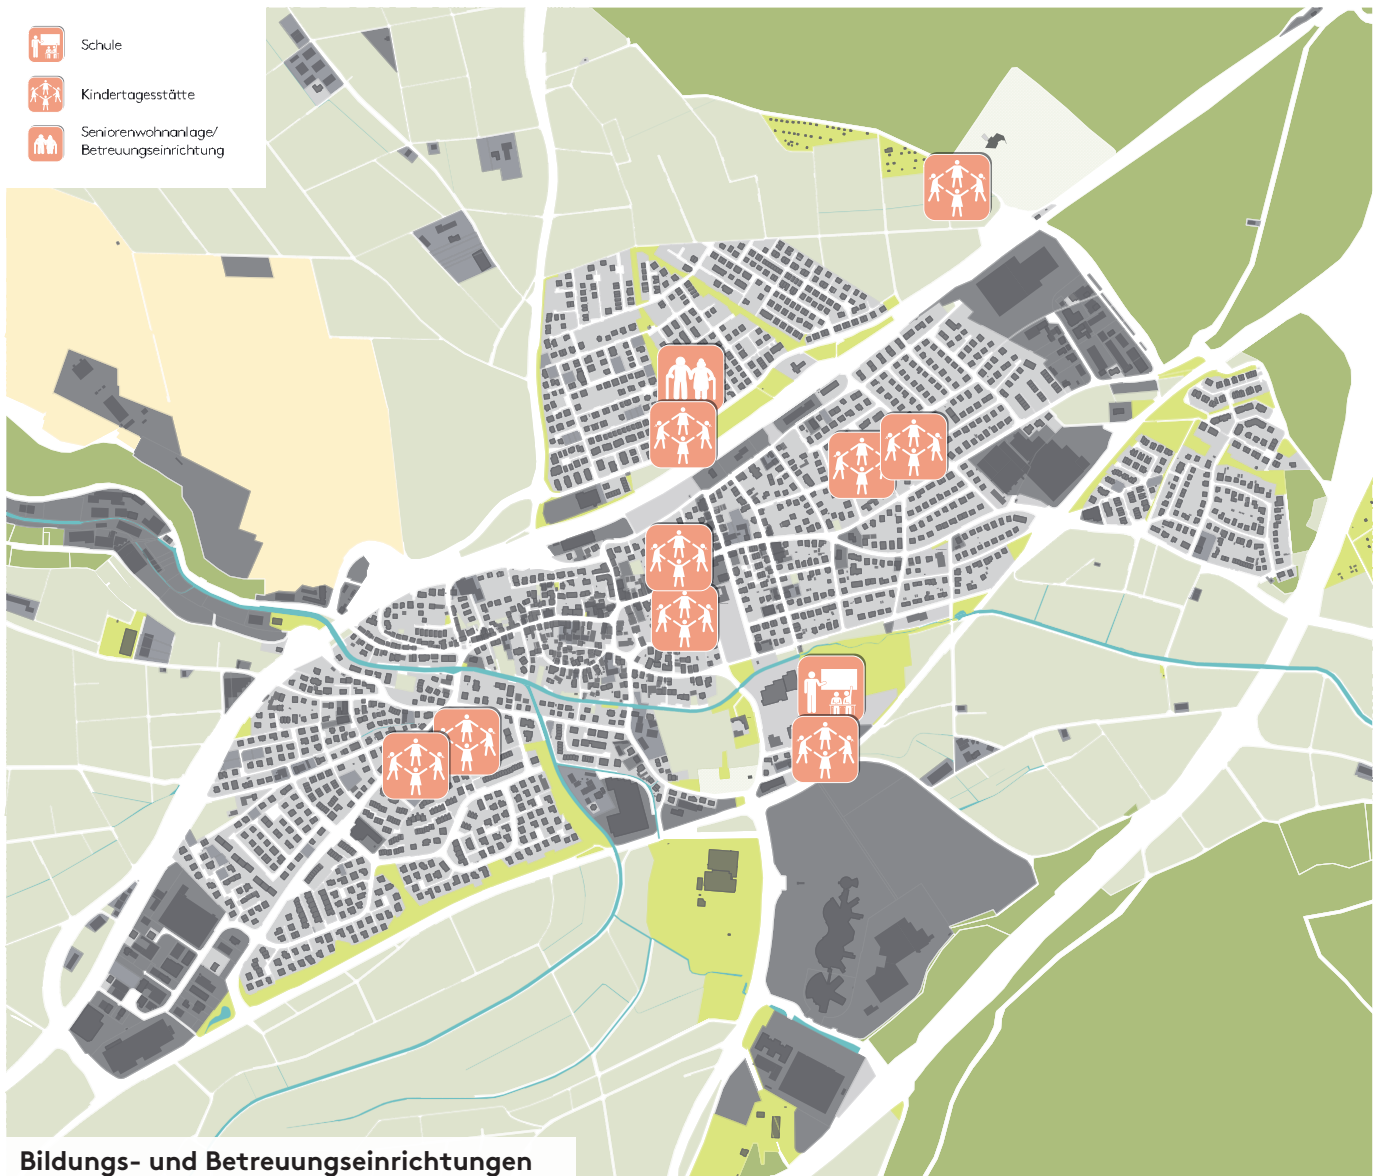 Schule
Kindertagesstätte
Seniorenwohnanlage/
Betreuungseinrichtung
Bildungs- und Betreuungseinrichtungen